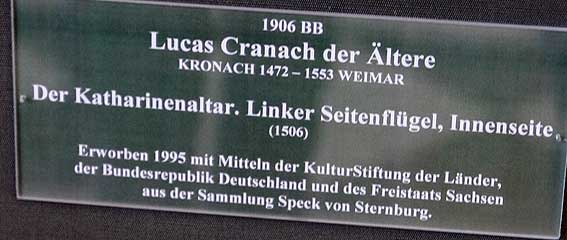 1906 BB
Lucas Cranach der Ältere
KRONACH 1472 – 1553 WEIMAR
Der Katharinenaltar. Linker Seitenflügel, Innenseite
(1506)
Erworben 1995 mit Mitteln der KulturStiftung der Länder,
der Bundesrepublik Deutschland und des Freistaats Sachsen
aus der Sammlung Speck von Sternburg.